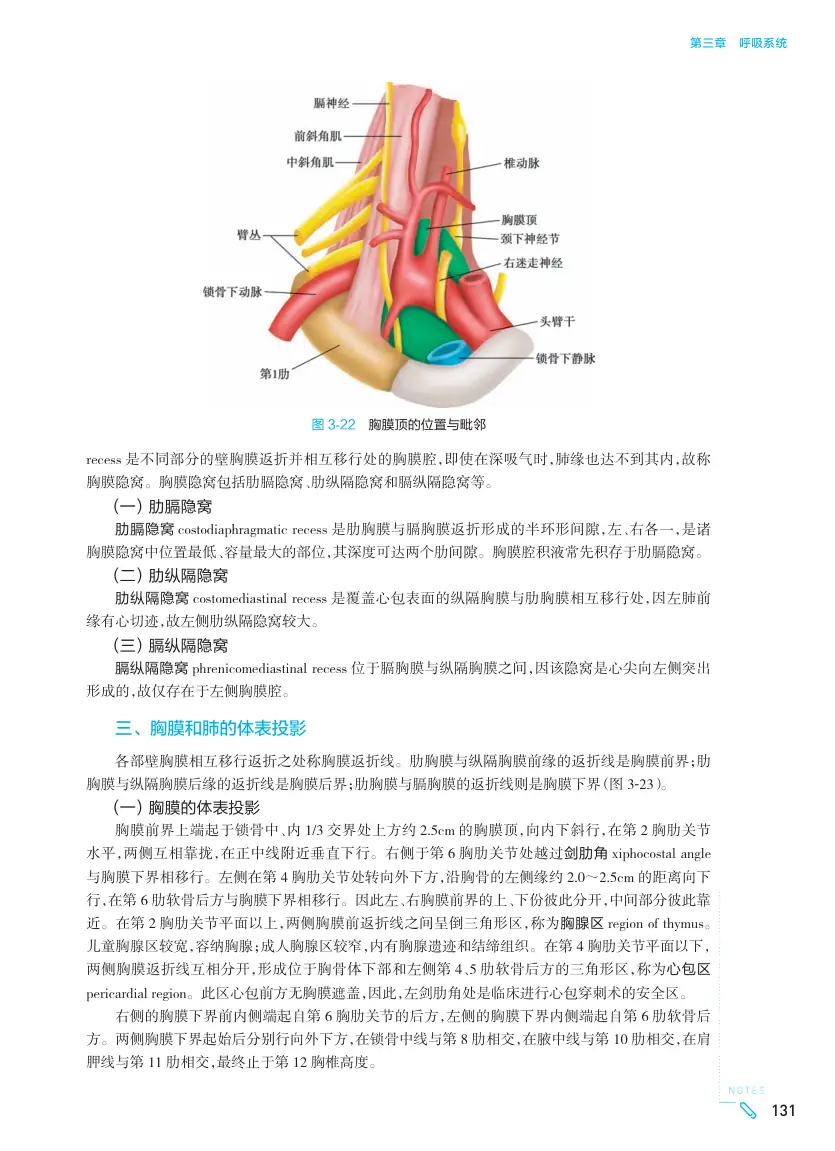 第三章 呼吸系统
膈神经
前斜角肌
中斜角肌
椎动脉
胸膜顶
颈下神经节
臂丛
右迷走神经
锁骨下动脉
头臂干
锁骨下静脉
第1肋
图 3-22 胸膜顶的位置与毗邻
recess 是不同部分的壁胸膜返折并相互移行处的胸膜腔，即使在深吸气时，肺缘也达不到其内，故称
胸膜隐窝。胸膜隐窝包括肋膈隐窝、肋纵隔隐窝和膈纵隔隐窝等。
（一）肋膈隐窝
肋膈隐窝 costodiaphragmatic recess 是肋胸膜与膈胸膜返折形成的半环形间隙，左、右各一，是诸
胸膜隐窝中位置最低、容量最大的部位，其深度可达两个肋间隙。胸膜腔积液常先积存于肋膈隐窝。
（二）肋纵隔隐窝
肋纵隔隐窝 costomediastinal recess 是覆盖心包表面的纵隔胸膜与肋胸膜相互移行处，因左肺前
缘有心切迹，故左侧肋纵隔隐窝较大。
（三）膈纵隔隐窝
膈纵隔隐窝 phrenicomediastinal recess 位于膈胸膜与纵隔胸膜之间，因该隐窝是心尖向左侧突出
形成的，故仅存在于左侧胸膜腔。
三、胸膜和肺的体表投影
各部壁胸膜相互移行返折之处称胸膜返折线。肋胸膜与纵隔胸膜前缘的返折线是胸膜前界；肋
胸膜与纵隔胸膜后缘的返折线是胸膜后界；肋胸膜与膈胸膜的返折线则是胸膜下界（图 3-23）。
（一）胸膜的体表投影
胸膜前界上端起于锁骨中、内 1/3 交界处上方约 2.5cm 的胸膜顶，向内下斜行，在第 2 胸肋关节
水平，两侧互相靠拢，在正中线附近垂直下行。右侧于第 6 胸肋关节处越过剑肋角 xiphocostal angle
与胸膜下界相移行。左侧在第 4 胸肋关节处转向外下方，沿胸骨的左侧缘约 2.0～2.5cm 的距离向下
行，在第 6 肋软骨后方与胸膜下界相移行。因此左、右胸膜前界的上、下份彼此分开，中间部分彼此靠
近。在第 2 胸肋关节平面以上，两侧胸膜前返折线之间呈倒三角形区，称为胸腺区 region of thymus。
儿童胸腺区较宽，容纳胸腺；成人胸腺区较窄，内有胸腺遗迹和结缔组织。在第 4 胸肋关节平面以下，
两侧胸膜返折线互相分开，形成位于胸骨体下部和左侧第 4、5 肋软骨后方的三角形区，称为心包区
pericardial region。此区心包前方无胸膜遮盖，因此，左剑肋角处是临床进行心包穿刺术的安全区。
右侧的胸膜下界前内侧端起自第 6 胸肋关节的后方，左侧的胸膜下界内侧端起自第 6 肋软骨后
方。两侧胸膜下界起始后分别行向外下方，在锁骨中线与第 8 肋相交，在腋中线与第 10 肋相交，在肩
胛线与第 11 肋相交，最终止于第 12 胸椎高度。
NOTES
131